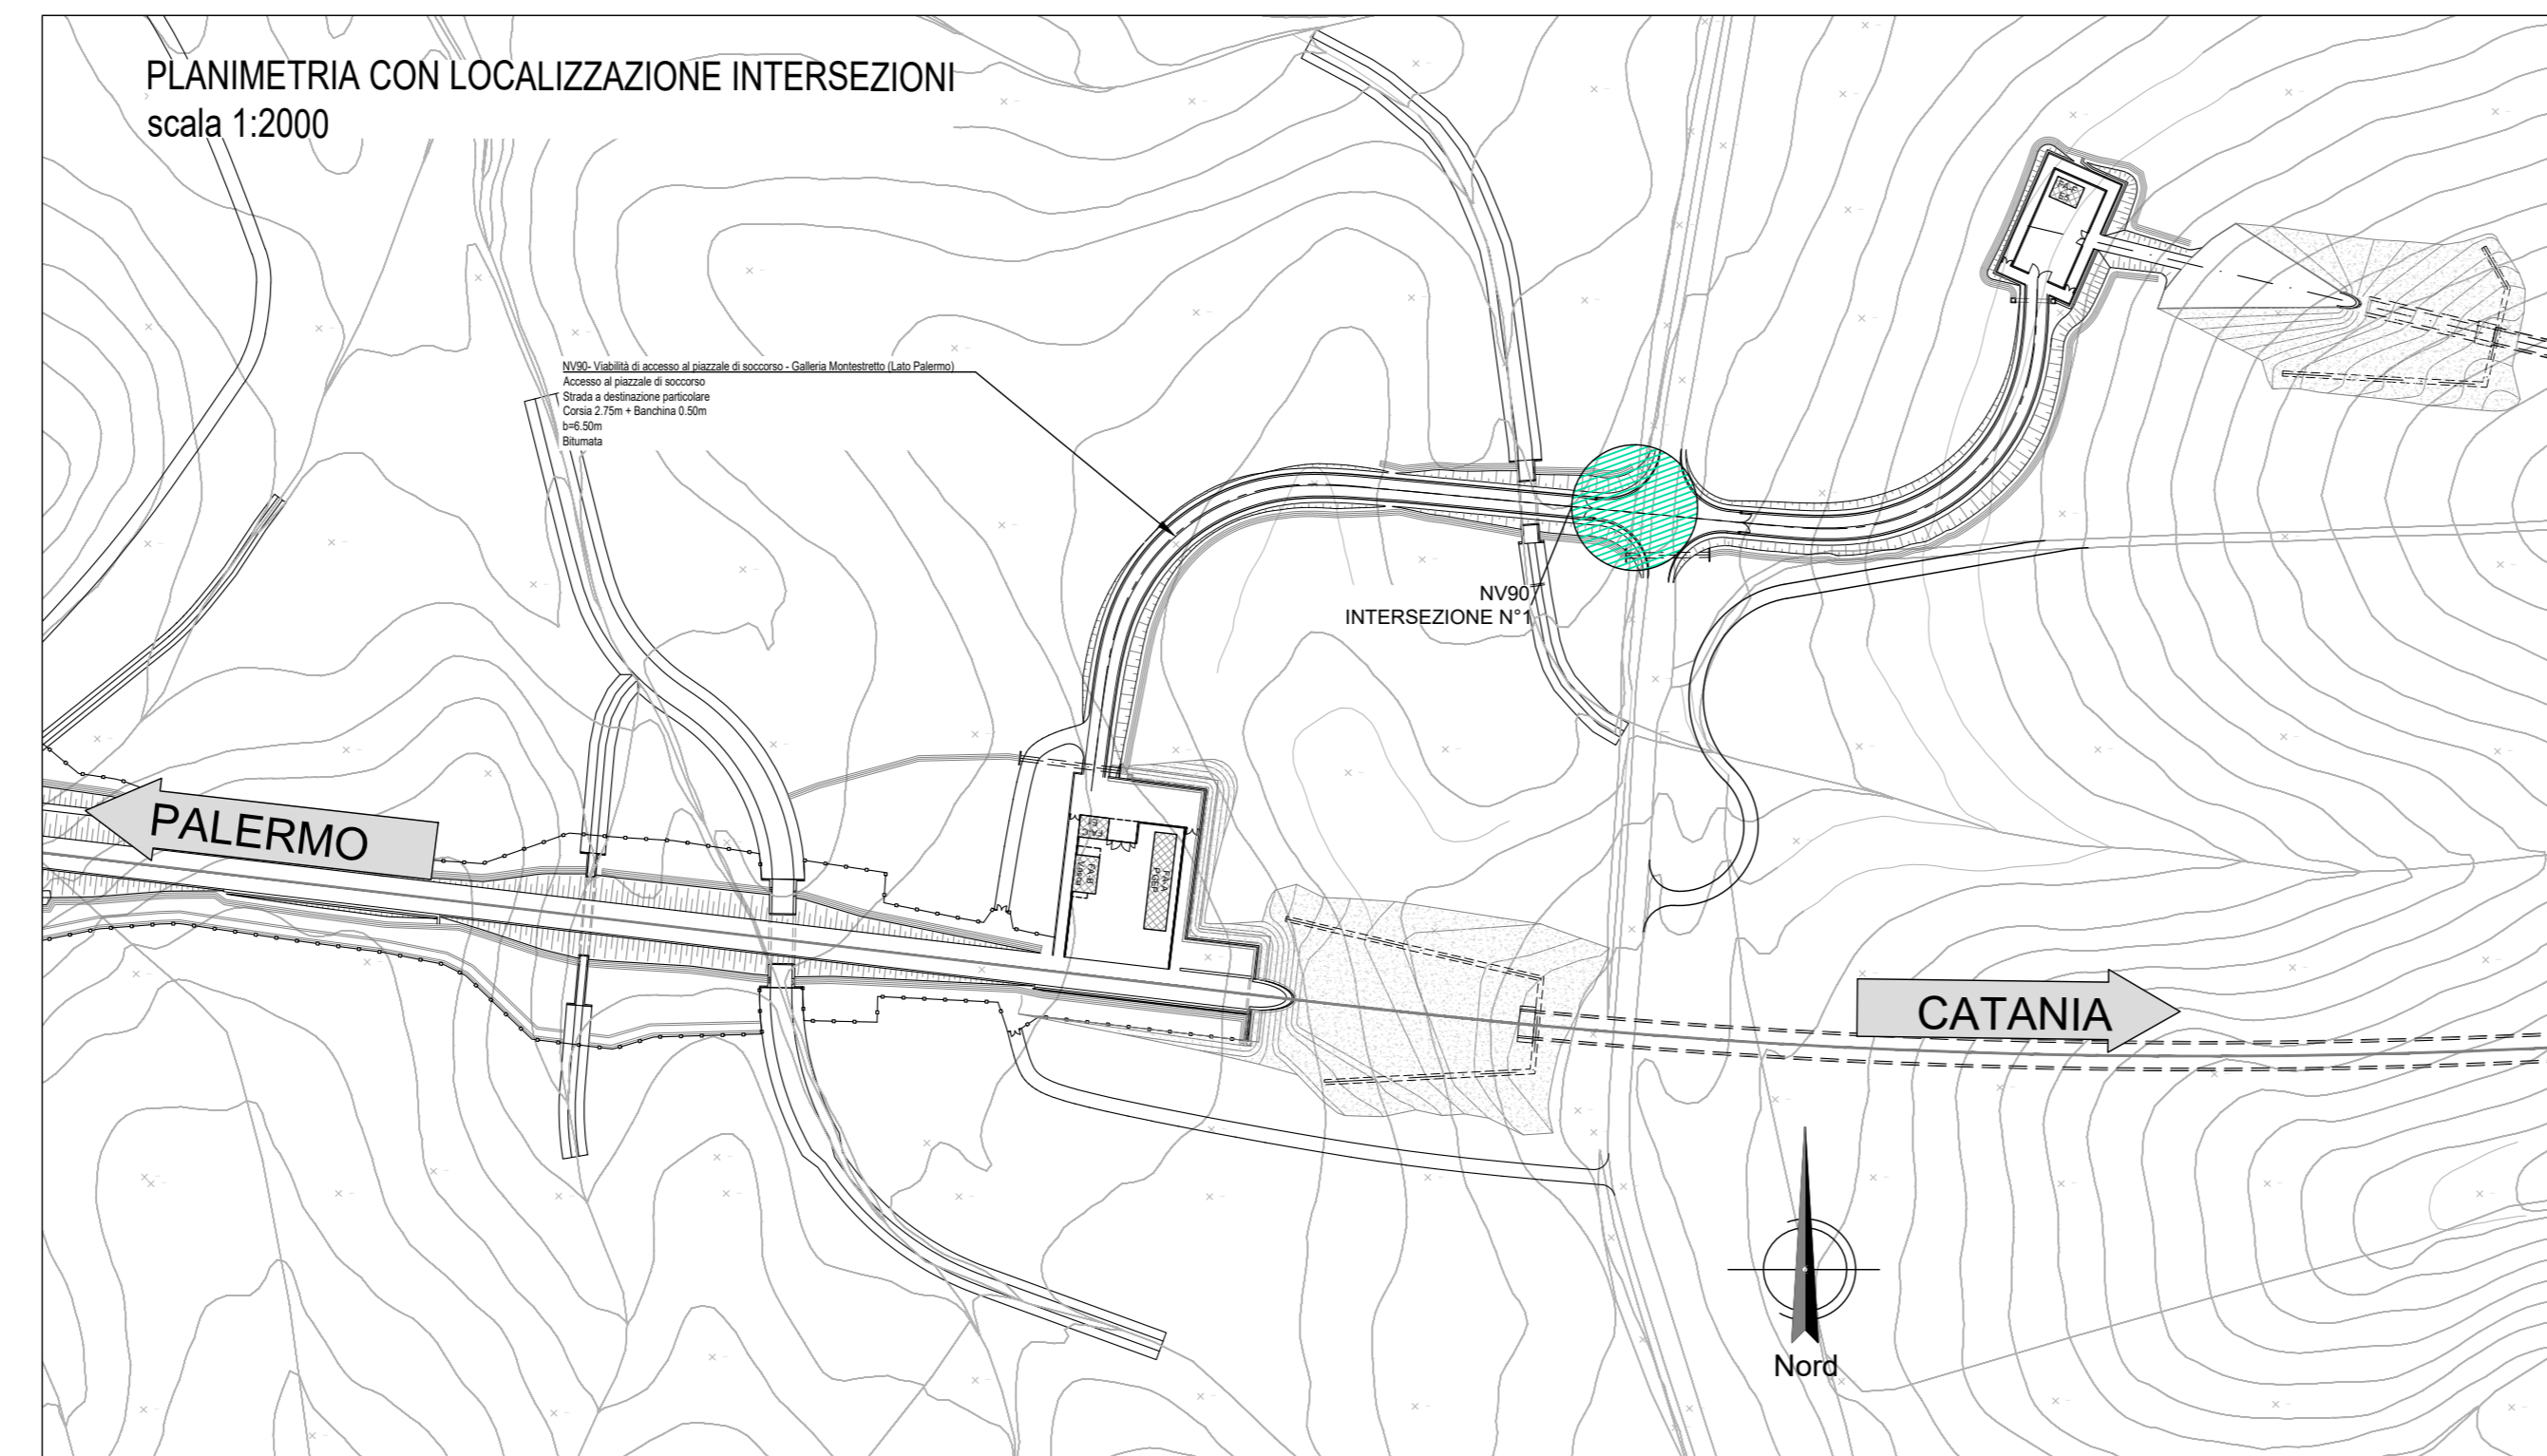 PLANIMETRIA CON LOCALIZZAZIONE INTERSEZIONI
scala 1:2000
NV90- Viabilità di accesso al piazzale di soccorso - Galleria Montestretto (Lato Palermo)
Accesso al piazzale di soccorso
Strada a destinazione particolare
Corsia 2.75m + Banchina 0.50m
b=6.50m
Bitumata
NV90
INTERSEZIONE N°1
PALERMO
FA-A
PGEP
CATANIA
Nord